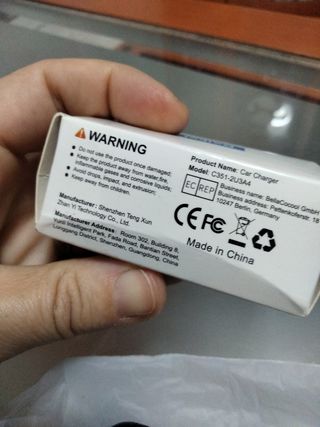 WARNING
● Do not use the product once damaged;
● Keep the product away from water,fire,
inflammable gases and corrosive liquids;
● Avoid drops, impact, and extrusion;
● Keep away from children.
Manufacturer: Shenzhen Teng Xun
Zhan Yi Technology Co., Ltd.
Manufacturer Address: Room 302, Building 8,
Yuexi Intelligent Park, Fada Road, Bantian Street,
Longgang District, Shenzhen, Guangdong, China
Product Name: Car Charger
Model: C351-2U3A4
EC REP
Business name: BellaCocool GmbH
Business address: Pettenkoferstr. 18
10247 Berlin, Germany
CE FC
Made in China